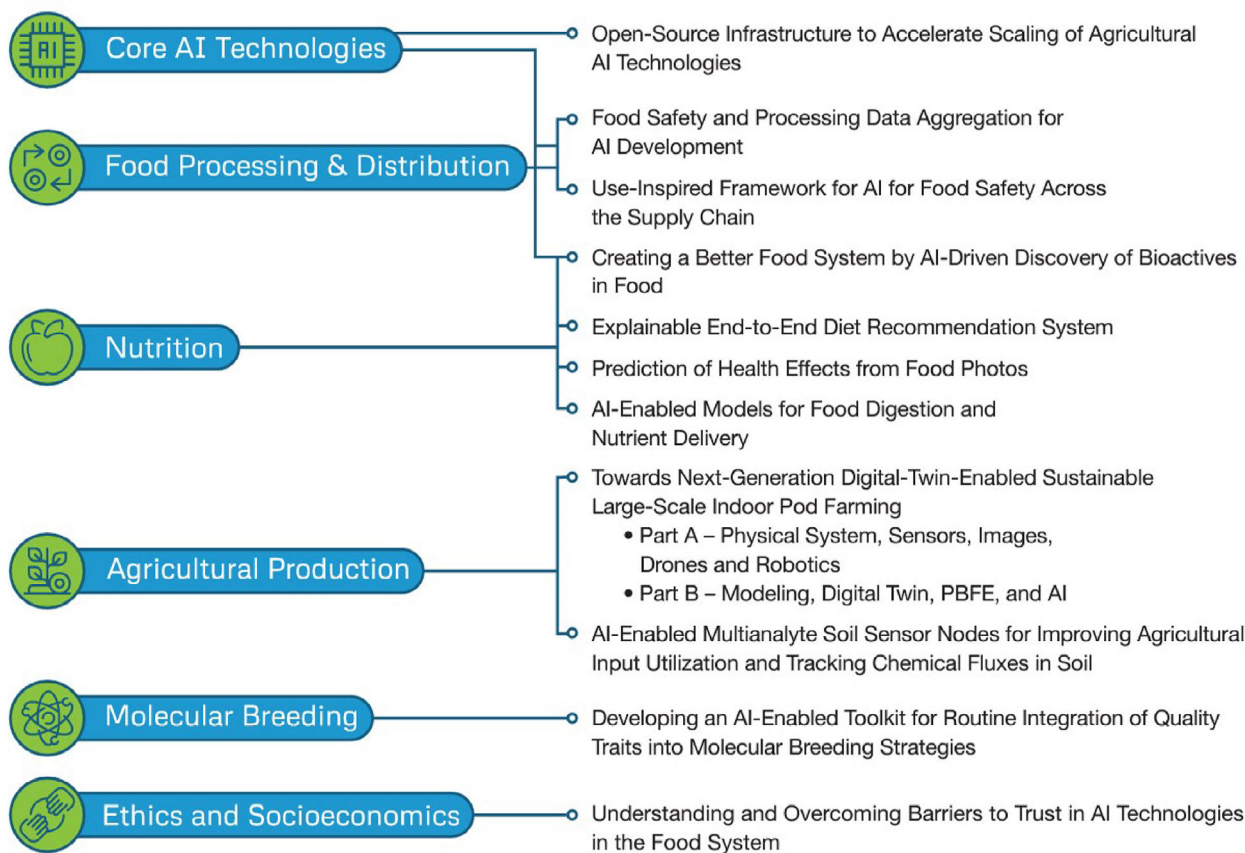 AI
Core AI Technologies
Open-Source Infrastructure to Accelerate Scaling of Agricultural
AI Technologies
Food Processing & Distribution
Food Safety and Processing Data Aggregation for
AI Development
Use-Inspired Framework for AI for Food Safety Across
the Supply Chain
Nutrition
Creating a Better Food System by AI-Driven Discovery of Bioactives
in Food
Explainable End-to-End Diet Recommendation System
Prediction of Health Effects from Food Photos
AI-Enabled Models for Food Digestion and
Nutrient Delivery
Agricultural Production
Towards Next-Generation Digital-Twin-Enabled Sustainable
Large-Scale Indoor Pod Farming
• Part A – Physical System, Sensors, Images,
Drones and Robotics
• Part B – Modeling, Digital Twin, PBFE, and AI
AI-Enabled Multianalyte Soil Sensor Nodes for Improving Agricultural
Input Utilization and Tracking Chemical Fluxes in Soil
Molecular Breeding
Developing an AI-Enabled Toolkit for Routine Integration of Quality
Traits into Molecular Breeding Strategies
Ethics and Socioeconomics
Understanding and Overcoming Barriers to Trust in AI Technologies
in the Food System